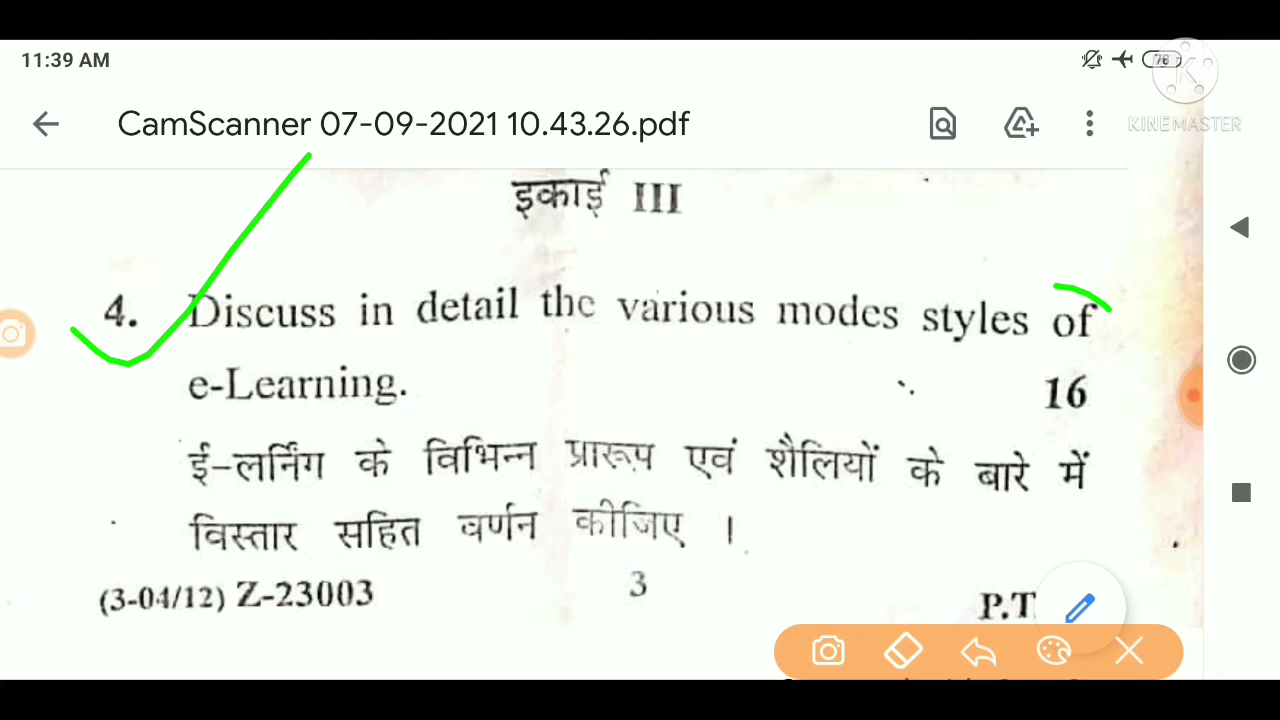 11:39 AM
78
CamScanner 07-09-2021 10.43.26.pdf
KINEMASTER
इकाई III
4. Discuss in detail the various modes styles of
e-Learning. 16
ई-लर्निंग के विभिन्न प्रारूप एवं शैलियों के बारे में
विस्तार सहित वर्णन कीजिए ।
(3-04/12) Z-23003 3 P.T